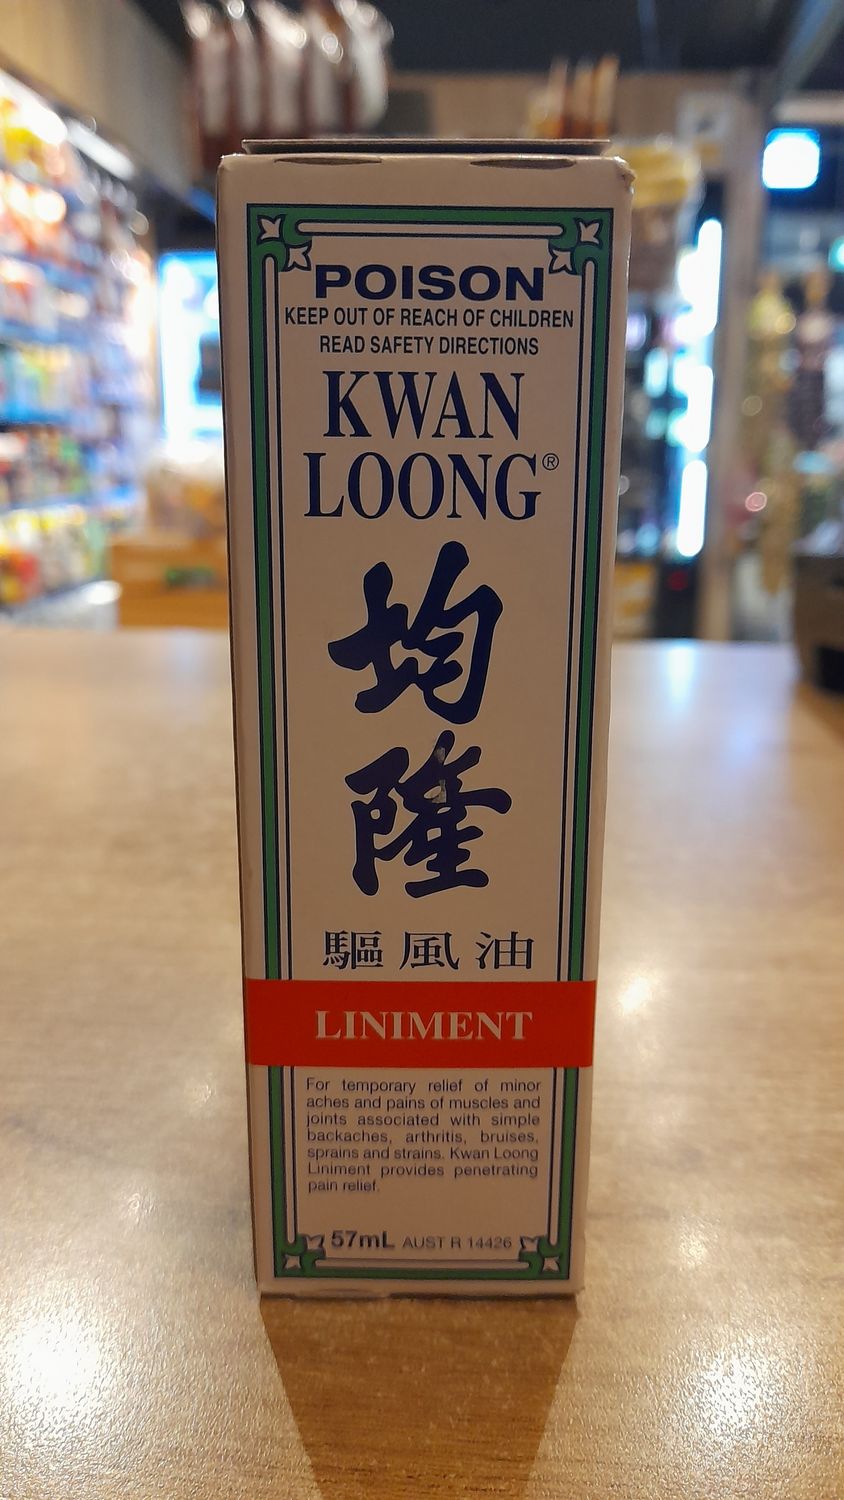 POISON
KEEP OUT OF REACH OF CHILDREN
READ SAFETY DIRECTIONS
KWAN
LOONG®
均
隆
驅風油
LINIMENT
For temporary relief of minor
aches and pains of muscles and
joints associated with simple
backaches, arthritis, bruises,
sprains and strains. Kwan Loong
Liniment provides penetrating
pain relief.
57mL AUST R 14426